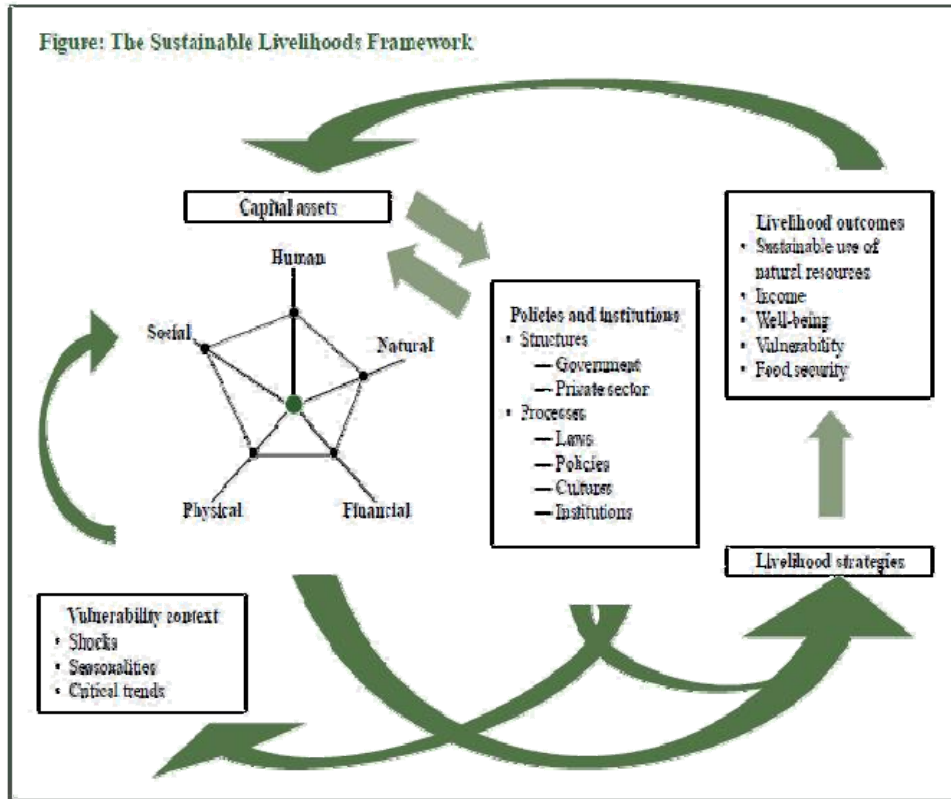 Figure: The Sustainable Livelihoods Framework
Capital assets
Human
Social
Natural
Physical
Financial
Policies and institutions
• Structures
— Government
— Private sector
• Processes
— Laws
— Policies
— Cultures
— Institutions
Livelihood outcomes
• Sustainable use of
natural resources
• Income
• Well-being
• Vulnerability
• Food security
Livelihood strategies
Vulnerability context
• Shocks
• Seasonalities
• Critical trends